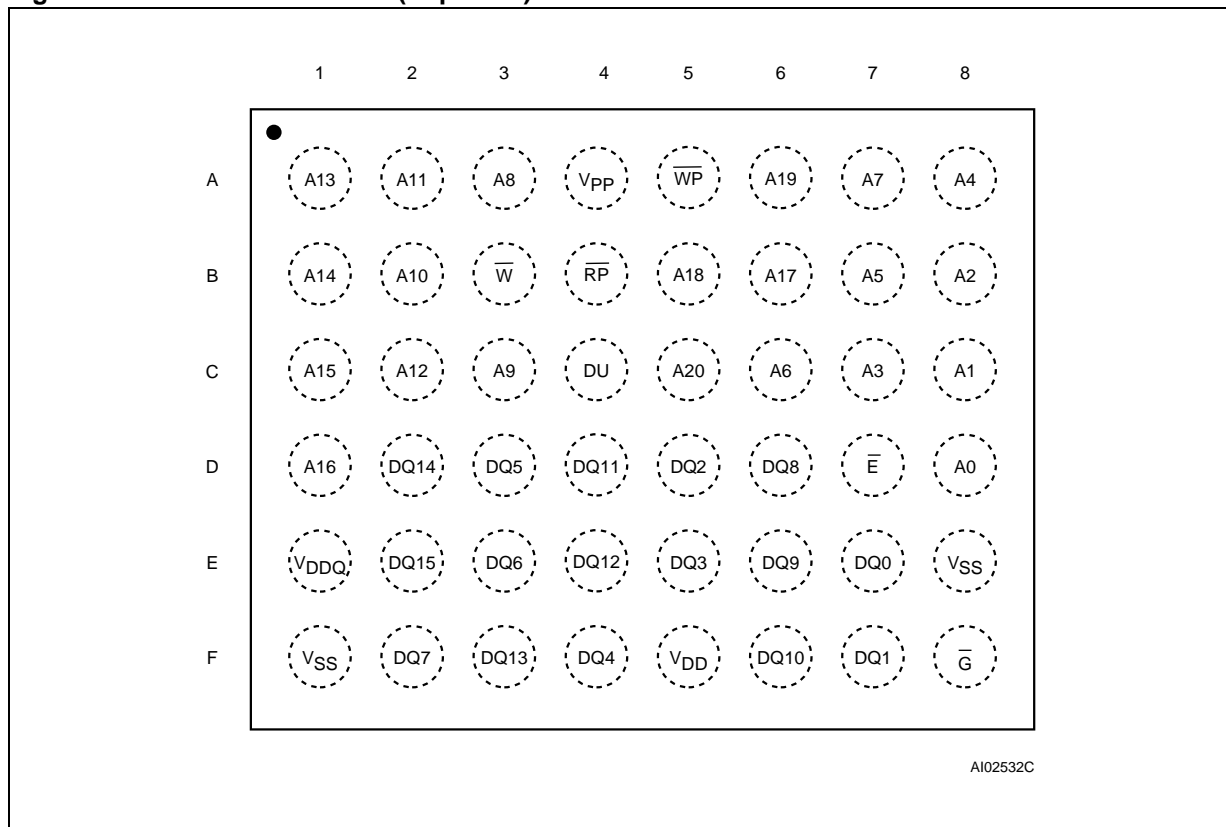 1 2 3 4 5 6 7 8
A A13 A11 A8 VPP W̅P̅ A19 A7 A4
B A14 A10 W̅ R̅P̅ A18 A17 A5 A2
C A15 A12 A9 DU A20 A6 A3 A1
D A16 DQ14 DQ5 DQ11 DQ2 DQ8 E̅ A0
E VDDQ DQ15 DQ6 DQ12 DQ3 DQ9 DQ0 VSS
F VSS DQ7 DQ13 DQ4 VDD DQ10 DQ1 G̅
AI02532C